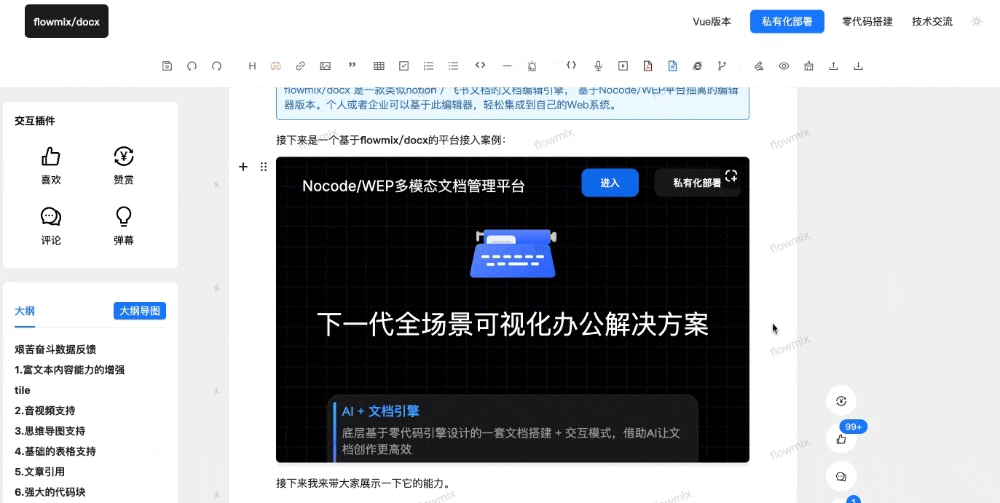 flowmix/docx
Vue版本
私有化部署
零代码搭建
技术交流
H
flowmix/docx 是一款类似notion / 飞书文档的文档编辑引擎， 基于Nocode/WEP平台抽离的编辑
器版本。个人或者企业可以基于此编辑器，轻松集成到自己的Web系统。
交互插件
喜欢
赞赏
评论
弹幕
大纲
大纲导图
艰苦奋斗数据反馈
1.富文本内容能力的增强
tile
2.音视频支持
3.思维导图支持
4.基础的表格支持
5.文章引用
6.强大的代码块
接下来是一个基于flowmix/docx的平台接入案例：
Nocode/WEP多模态文档管理平台
进入
私有化部署
下一代全场景可视化办公解决方案
AI + 文档引擎
底层基于零代码引擎设计的一套文档搭建 + 交互模式，借助AI让文
档创作更高效
接下来我来带大家展示一下它的能力。
99+
1
flowmix
flowmix
flowmix
flowmix
flowmix
flowmix
flowmix
flowmix